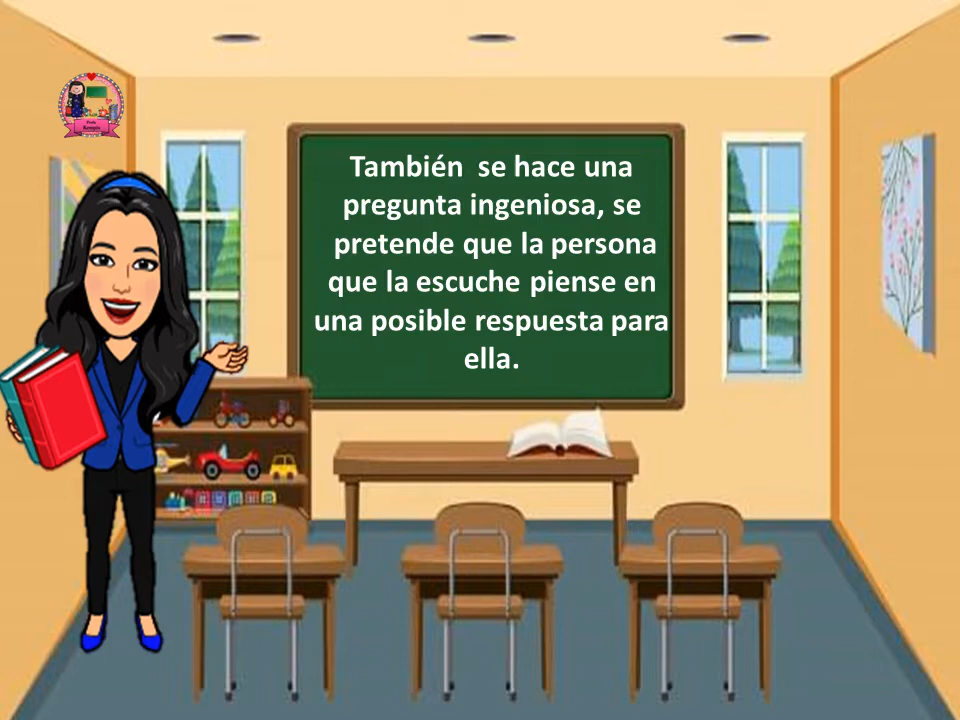 También  se hace una
pregunta ingeniosa, se
pretende que la persona
que la escuche piense en
una posible respuesta para
ella.